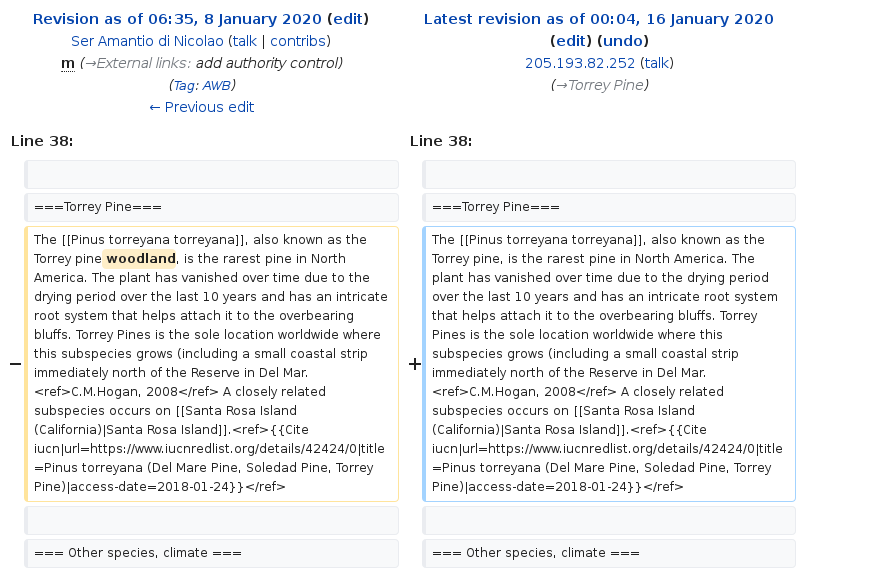 Revision as of 06:35, 8 January 2020 (edit)
Ser Amantio di Nicolao (talk | contribs)
m (→External links: add authority control)
(Tag: AWB)
← Previous edit
Latest revision as of 00:04, 16 January 2020
(edit) (undo)
205.193.82.252 (talk)
(→Torrey Pine)
Line 38:
===Torrey Pine===
−
The [[Pinus torreyana torreyana]], also known as the
Torrey pine woodland, is the rarest pine in North
America. The plant has vanished over time due to the
drying period over the last 10 years and has an intricate
root system that helps attach it to the overbearing
bluffs. Torrey Pines is the sole location worldwide where
this subspecies grows (including a small coastal strip
immediately north of the Reserve in Del Mar.
<ref>C.M.Hogan, 2008</ref> A closely related
subspecies occurs on [[Santa Rosa Island
(California)|Santa Rosa Island]].<ref>{{Cite
iucn|url=https://www.iucnredlist.org/details/42424/0|title
=Pinus torreyana (Del Mare Pine, Soledad Pine, Torrey
Pine)|access-date=2018-01-24}}</ref>
=== Other species, climate ===
Line 38:
===Torrey Pine===
+
The [[Pinus torreyana torreyana]], also known as the
Torrey pine, is the rarest pine in North America. The
plant has vanished over time due to the drying period
over the last 10 years and has an intricate root system
that helps attach it to the overbearing bluffs. Torrey
Pines is the sole location worldwide where this
subspecies grows (including a small coastal strip
immediately north of the Reserve in Del Mar.
<ref>C.M.Hogan, 2008</ref> A closely related
subspecies occurs on [[Santa Rosa Island
(California)|Santa Rosa Island]].<ref>{{Cite
iucn|url=https://www.iucnredlist.org/details/42424/0|title
=Pinus torreyana (Del Mare Pine, Soledad Pine, Torrey
Pine)|access-date=2018-01-24}}</ref>
=== Other species, climate ===